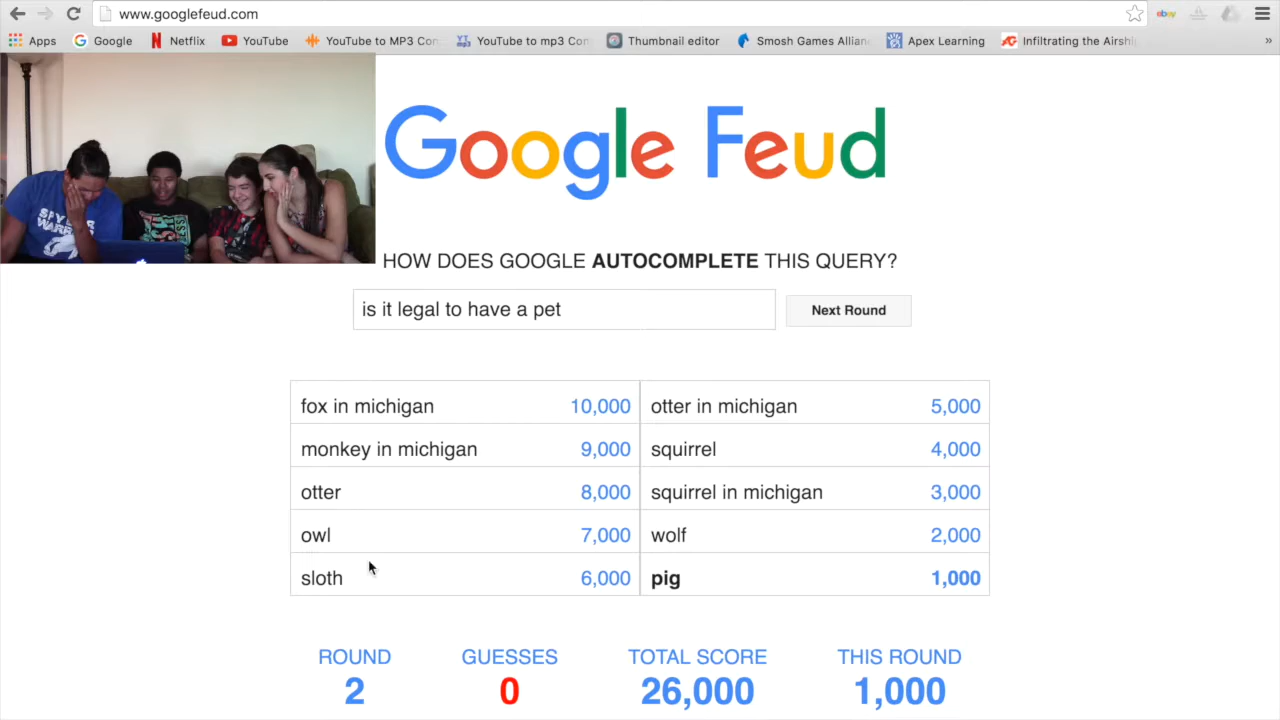 www.googlefeud.com
Apps Google Netflix YouTube YouTube to MP3 Con YouTube to mp3 Con Thumbnail editor Smosh Games Allian Apex Learning Infiltrating the Airshi »
ebay
Google Feud
HOW DOES GOOGLE AUTOCOMPLETE THIS QUERY?
is it legal to have a pet Next Round
fox in michigan 10,000 otter in michigan 5,000
monkey in michigan 9,000 squirrel 4,000
otter 8,000 squirrel in michigan 3,000
owl 7,000 wolf 2,000
sloth 6,000 pig 1,000
ROUND GUESSES TOTAL SCORE THIS ROUND
2 0 26,000 1,000